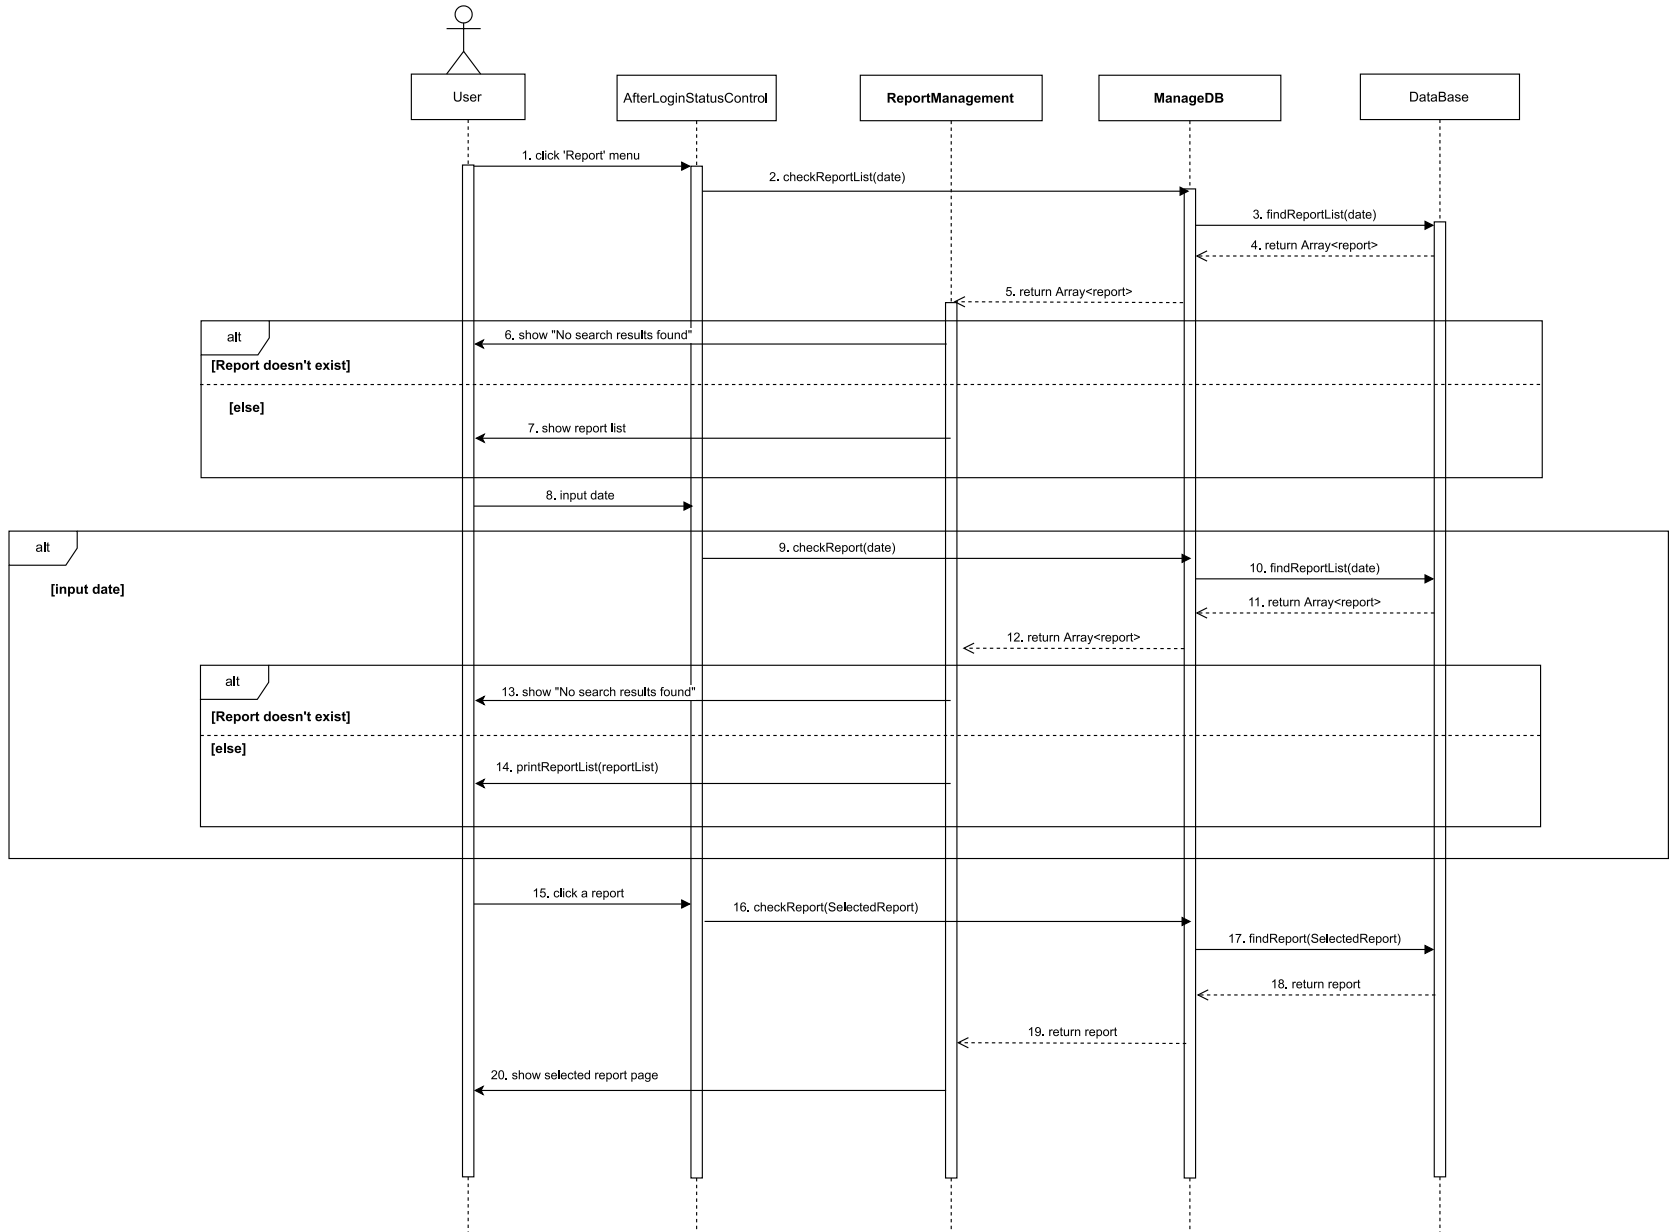 User
AfterLoginStatusControl
ReportManagement
ManageDB
DataBase
1. click 'Report' menu
2. checkReportList(date)
3. findReportList(date)
4. return Array<report>
5. return Array<report>
alt
6. show "No search results found"
[Report doesn't exist]
[else]
7. show report list
8. input date
alt
9. checkReport(date)
10. findReportList(date)
[input date]
11. return Array<report>
12. return Array<report>
alt
13. show "No search results found"
[Report doesn't exist]
[else]
14. printReportList(reportList)
15. click a report
16. checkReport(SelectedReport)
17. findReport(SelectedReport)
18. return report
19. return report
20. show selected report page